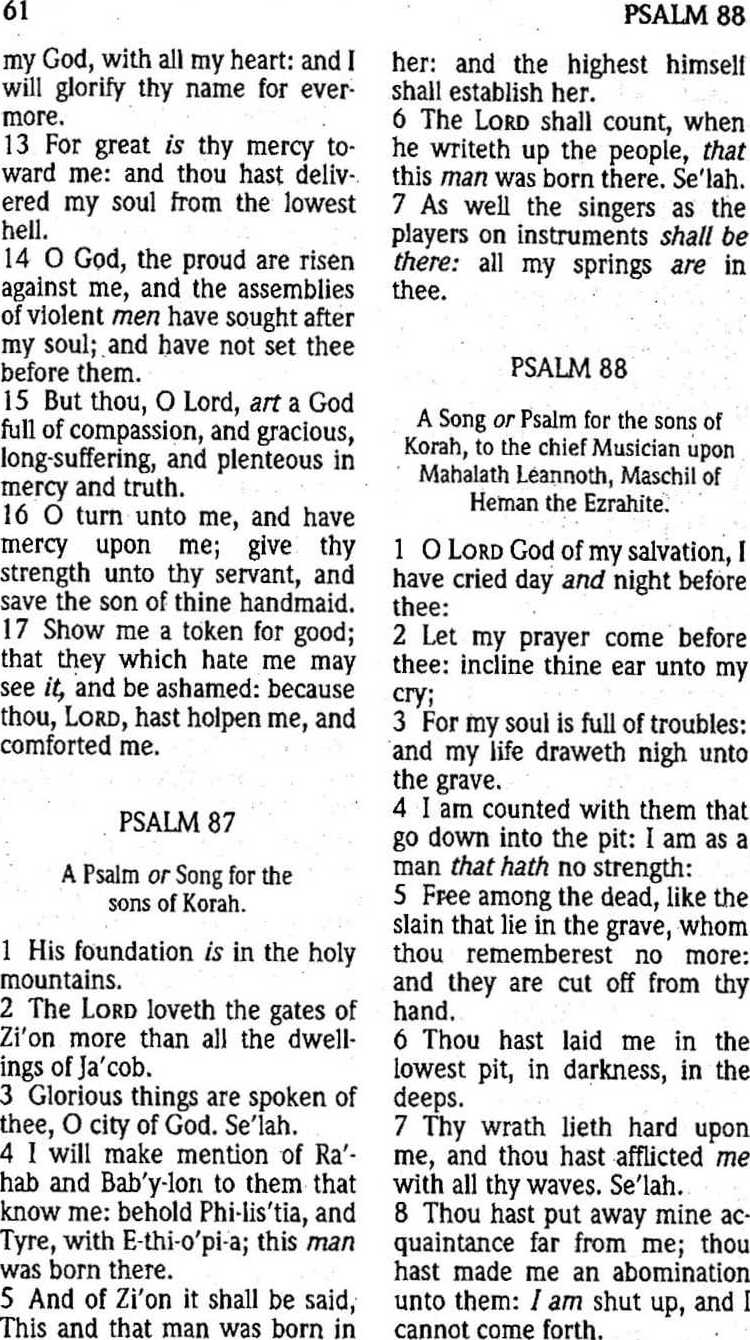 61
PSALM 88
my God, with all my heart: and I
will glorify thy name for ever-
more.
13 For great is thy mercy to-
ward me: and thou hast deliv-
ered my soul from the lowest
hell.
14 O God, the proud are risen
against me, and the assemblies
of violent men have sought after
my soul; and have not set thee
before them.
15 But thou, O Lord, art a God
full of compassion, and gracious,
long-suffering, and plenteous in
mercy and truth.
16 O turn unto me, and have
mercy upon me; give thy
strength unto thy servant, and
save the son of thine handmaid.
17 Show me a token for good;
that they which hate me may
see it, and be ashamed: because
thou, LORD, hast holpen me, and
comforted me.
PSALM 87
A Psalm or Song for the
sons of Korah.
1 His foundation is in the holy
mountains.
2 The LORD loveth the gates of
Zi'on more than all the dwell-
ings of Ja'cob.
3 Glorious things are spoken of
thee, O city of God. Se'lah.
4 I will make mention of Ra'-
hab and Bab'y-lon to them that
know me: behold Phi-lis'tia, and
Tyre, with E-thi-o'pi-a; this man
was born there.
5 And of Zi'on it shall be said,
This and that man was born in
her: and the highest himself
shall establish her.
6 The LORD shall count, when
he writeth up the people, that
this man was born there. Se'lah.
7 As well the singers as the
players on instruments shall be
there: all my springs are in
thee.
PSALM 88
A Song or Psalm for the sons of
Korah, to the chief Musician upon
Mahalath Leannoth, Maschil of
Heman the Ezrahite.
1 O LORD God of my salvation, I
have cried day and night before
thee:
2 Let my prayer come before
thee: incline thine ear unto my
cry;
3 For my soul is full of troubles:
and my life draweth nigh unto
the grave.
4 I am counted with them that
go down into the pit: I am as a
man that hath no strength:
5 Free among the dead, like the
slain that lie in the grave, whom
thou rememberest no more:
and they are cut off from thy
hand.
6 Thou hast laid me in the
lowest pit, in darkness, in the
deeps.
7 Thy wrath lieth hard upon
me, and thou hast afflicted me
with all thy waves. Se'lah.
8 Thou hast put away mine ac-
quaintance far from me; thou
hast made me an abomination
unto them: I am shut up, and I
cannot come forth.